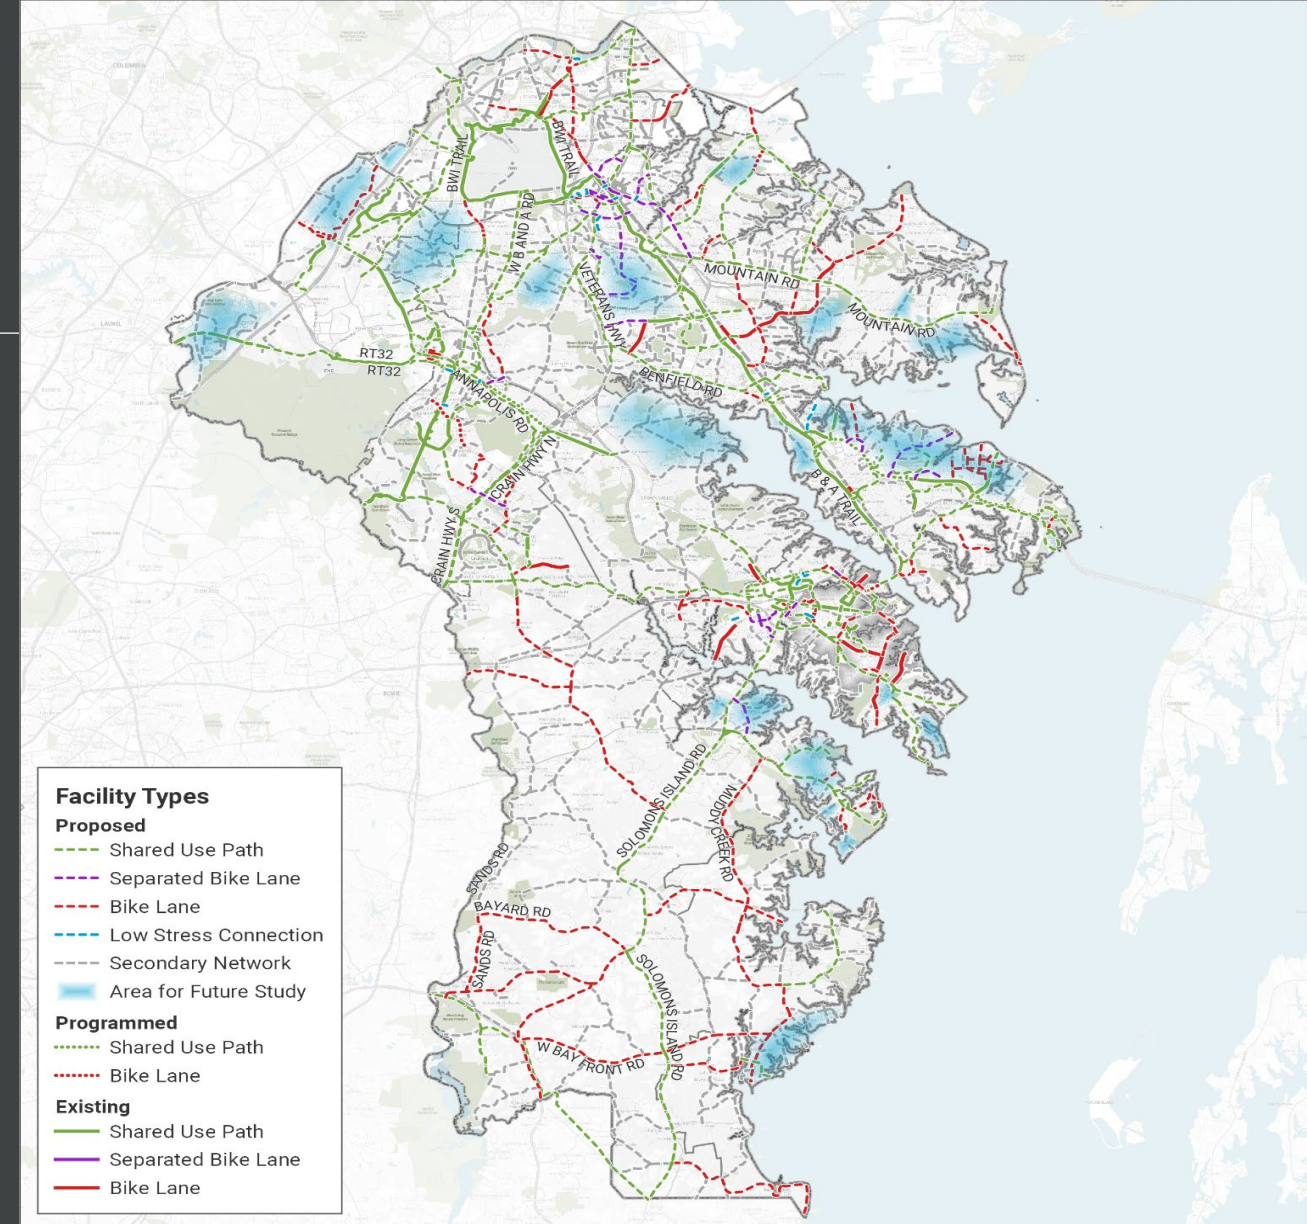 COLUMBIA
BWI TRAIL
BWI TRAIL
W B AND A RD
MOUNTAIN RD
VETERANS HWY
MOUNTAIN RD
LAUREL
RT32
RT32
BENFIELD RD
ANNAPOLIS RD
CRAIN HWY N
B & A TRAIL
CRAIN HWY S
BOWIE
SOLOMONS ISLAND RD
MUDDY CREEK RD
SANDS RD
BAYARD RD
SANDS RD
SOLOMONS ISLAND RD
W BAY FRONT RD
Facility Types
Proposed
Shared Use Path
Separated Bike Lane
Bike Lane
Low Stress Connection
Secondary Network
Area for Future Study
Programmed
Shared Use Path
Bike Lane
Existing
Shared Use Path
Separated Bike Lane
Bike Lane